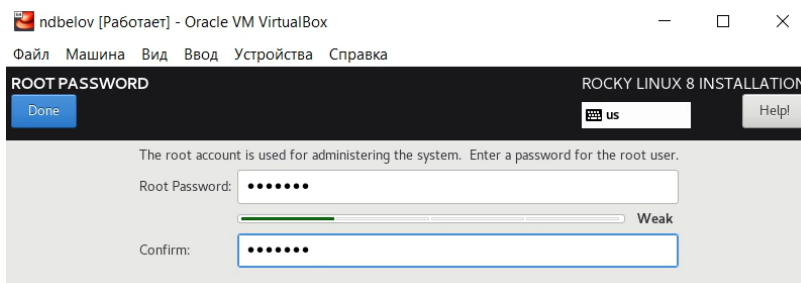 ndbelov [Работает] - Oracle VM VirtualBox
Файл Машина Вид Ввод Устройства Справка
ROOT PASSWORD ROCKY LINUX 8 INSTALLATION
Done us Help!
The root account is used for administering the system. Enter a password for the root user.
Root Password: •••••••
Weak
Confirm: •••••••